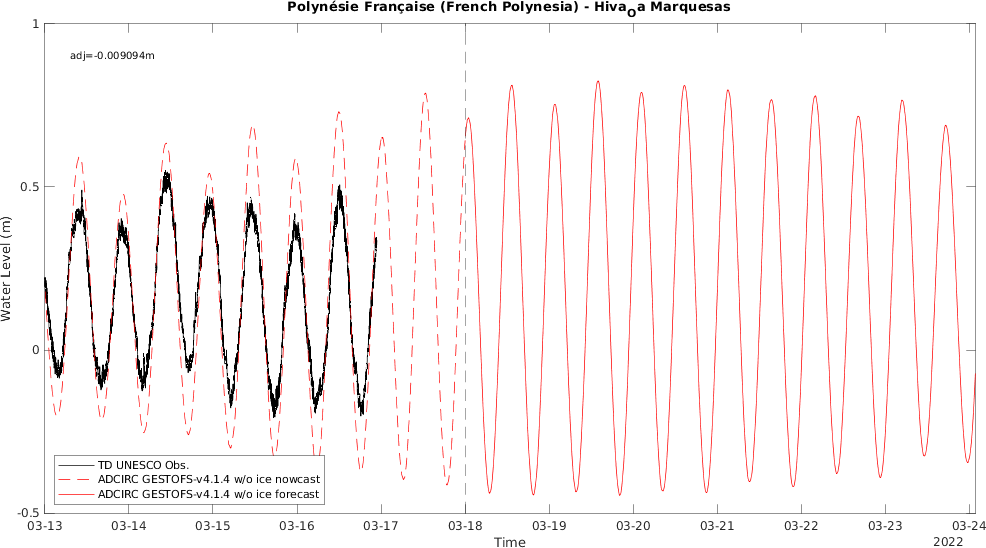 Polynésie Française (French Polynesia) - Hiva_Oa Marquesas
adj=-0.009094m
1
0.5
0
-0.5
Water Level (m)
TD UNESCO Obs.
ADCIRC GESTOFS-v4.1.4 w/o ice nowcast
ADCIRC GESTOFS-v4.1.4 w/o ice forecast
03-13 03-14 03-15 03-16 03-17 03-18 03-19 03-20 03-21 03-22 03-23 03-24
Time
2022